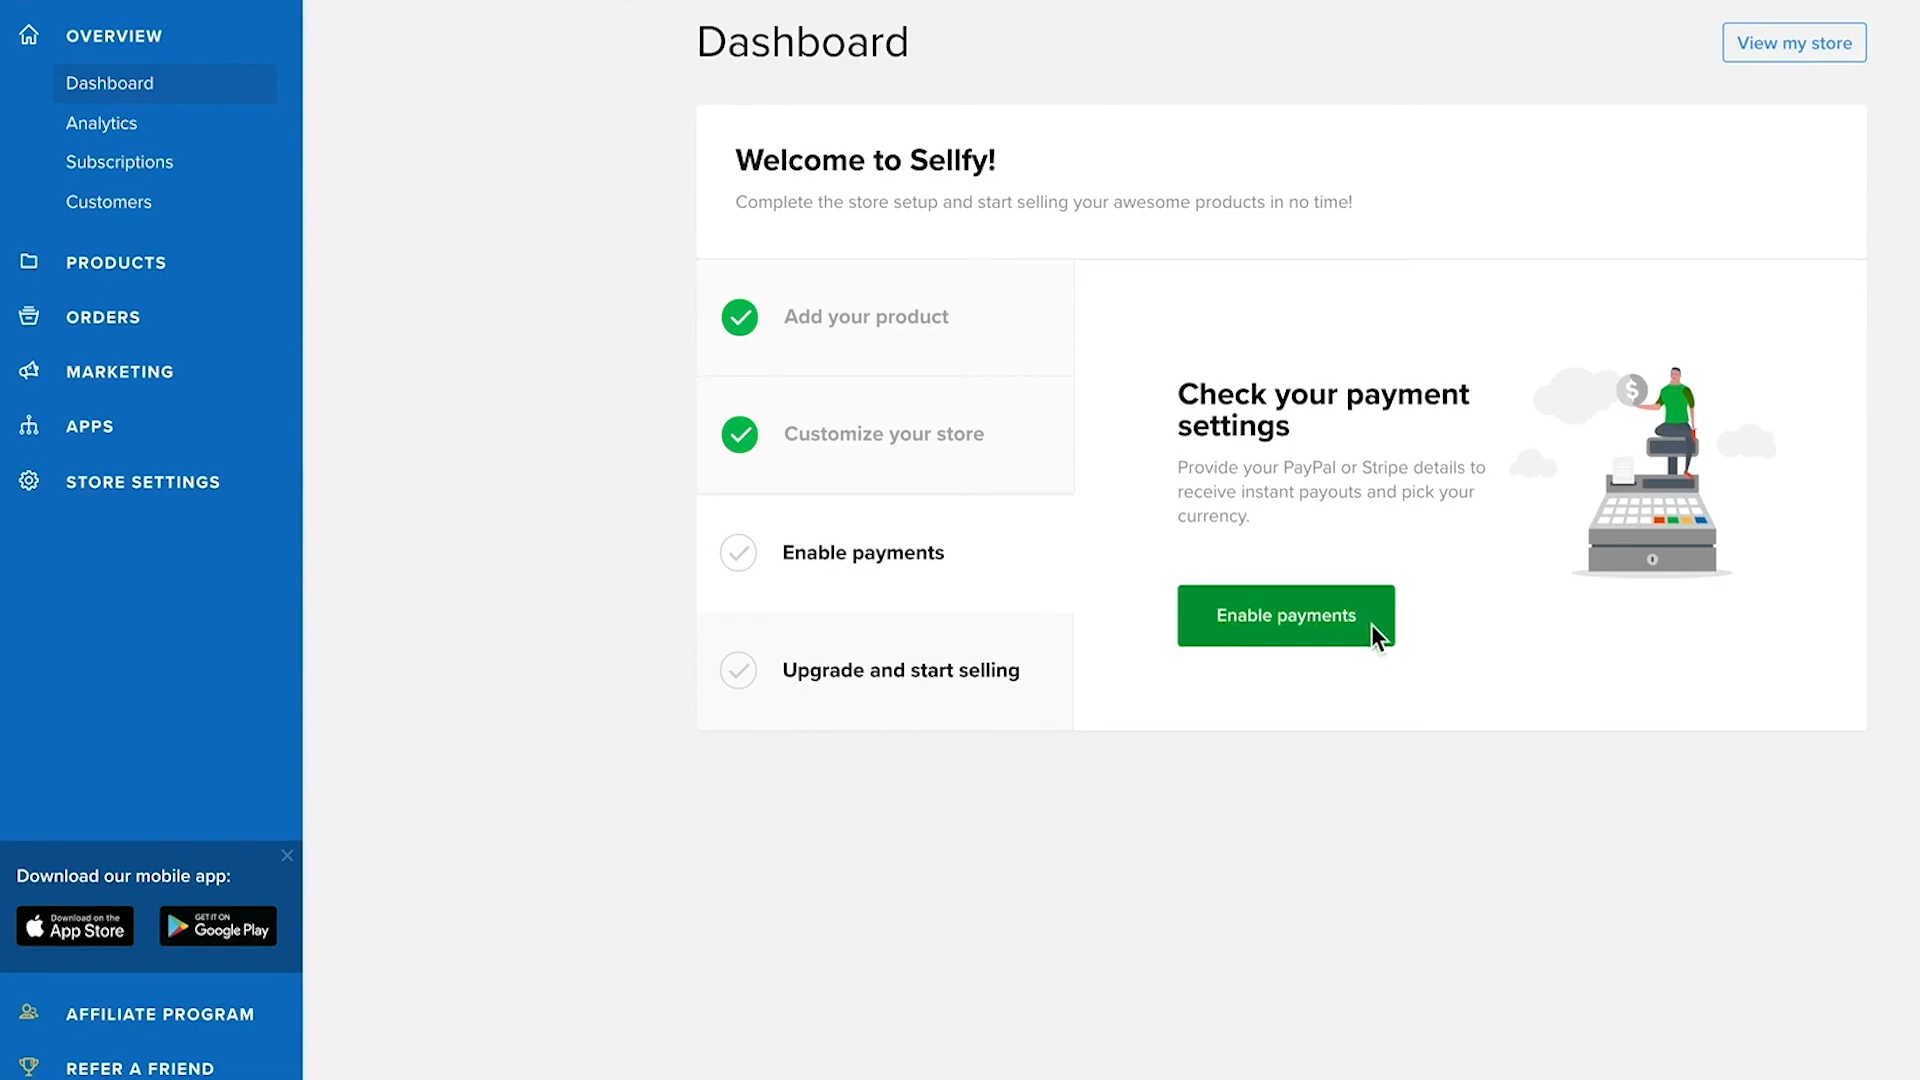 OVERVIEW
Dashboard
Analytics
Subscriptions
Customers
PRODUCTS
ORDERS
MARKETING
APPS
STORE SETTINGS
Download our mobile app:
Download on the
App Store
GET IT ON
Google Play
AFFILIATE PROGRAM
REFER A FRIEND
Dashboard
View my store
Welcome to Sellfy!
Complete the store setup and start selling your awesome products in no time!
Add your product
Customize your store
Enable payments
Upgrade and start selling
Check your payment
settings
Provide your PayPal or Stripe details to
receive instant payouts and pick your
currency.
$
Enable payments